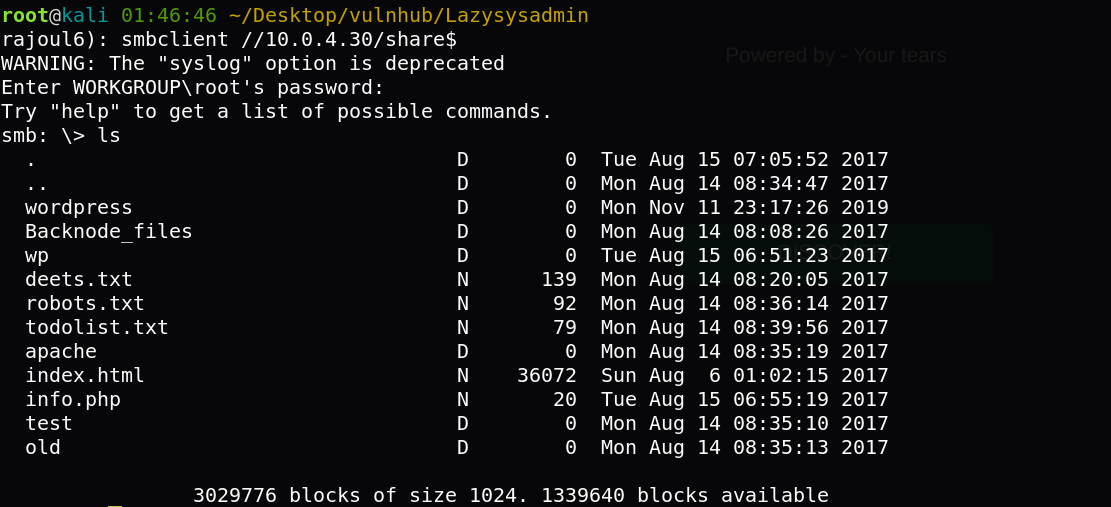 root@kali 01:46:46 ~/Desktop/vulnhub/Lazysysadmin
rajoul6): smbclient //10.0.4.30/share$
Powered by - Your tears
WARNING: The "syslog" option is deprecated
Enter WORKGROUP\root's password:
Try "help" to get a list of possible commands.
smb: \> ls
. D 0 Tue Aug 15 07:05:52 2017
.. D 0 Mon Aug 14 08:34:47 2017
wordpress D 0 Mon Nov 11 23:17:26 2019
Backnode_files D 0 Mon Aug 14 08:08:26 2017
wp D 0 Tue Aug 15 06:51:23 2017
deets.txt N 139 Mon Aug 14 08:20:05 2017
robots.txt N 92 Mon Aug 14 08:36:14 2017
todolist.txt N 79 Mon Aug 14 08:39:56 2017
apache D 0 Mon Aug 14 08:35:19 2017
index.html N 36072 Sun Aug 6 01:02:15 2017
info.php N 20 Tue Aug 15 06:55:19 2017
test D 0 Mon Aug 14 08:35:10 2017
old D 0 Mon Aug 14 08:35:13 2017
3029776 blocks of size 1024. 1339640 blocks available